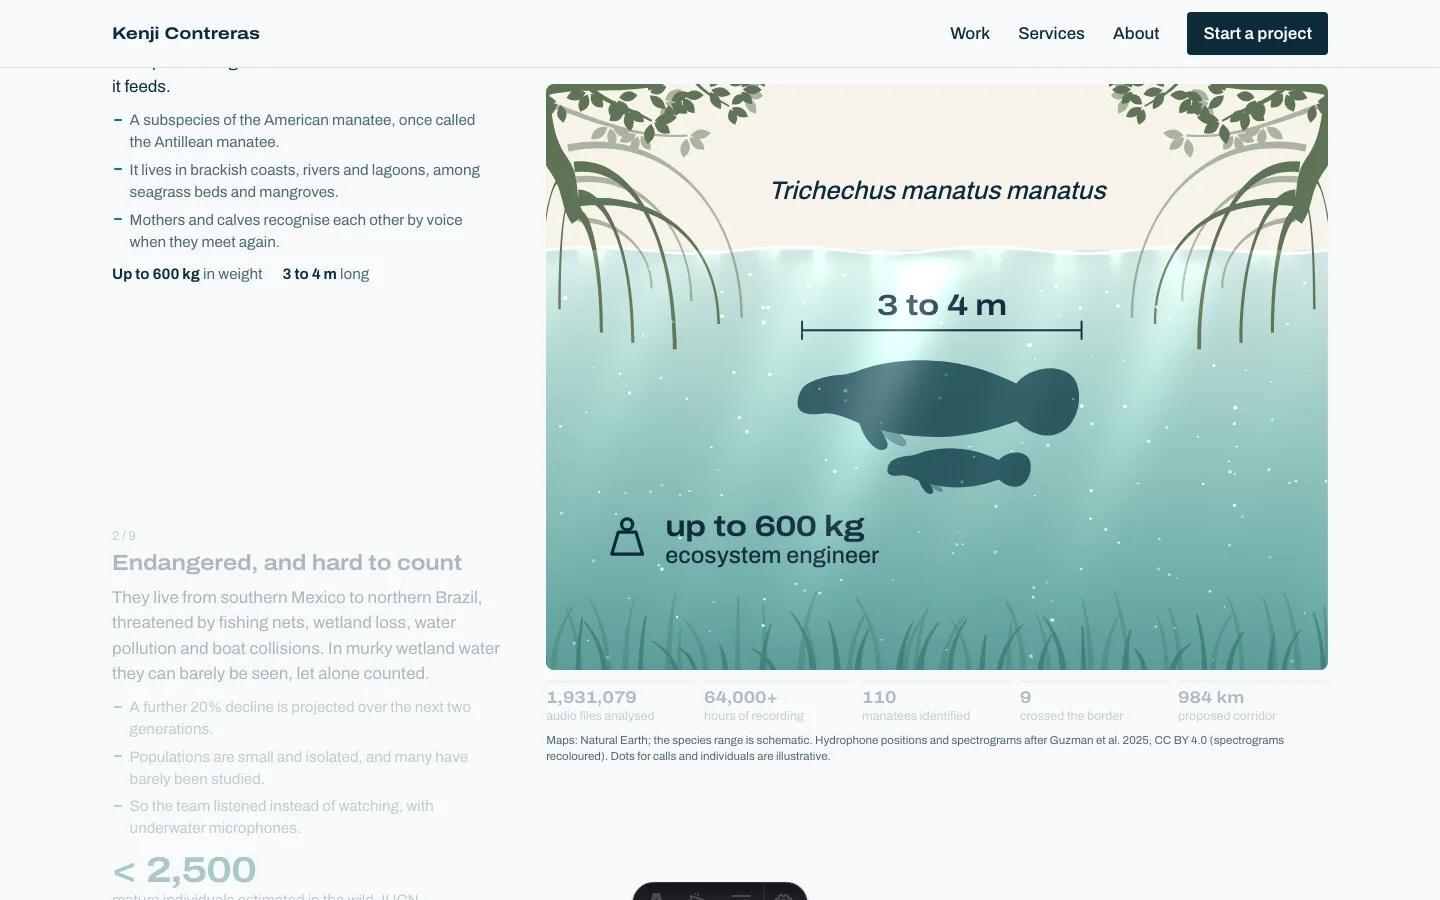 Kenji Contreras
Work
Services
About
Start a project
it feeds.
– A subspecies of the American manatee, once called
the Antillean manatee.
– It lives in brackish coasts, rivers and lagoons, among
seagrass beds and mangroves.
– Mothers and calves recognise each other by voice
when they meet again.
Up to 600 kg in weight 3 to 4 m long
2 / 9
Endangered, and hard to count
They live from southern Mexico to northern Brazil,
threatened by fishing nets, wetland loss, water
pollution and boat collisions. In murky wetland water
they can barely be seen, let alone counted.
– A further 20% decline is projected over the next two
generations.
– Populations are small and isolated, and many have
barely been studied.
– So the team listened instead of watching, with
underwater microphones.
< 2,500
mature individuals estimated in the wild, IUCN
Trichechus manatus manatus
3 to 4 m
up to 600 kg
ecosystem engineer
1,931,079
audio files analysed
64,000+
hours of recording
110
manatees identified
9
crossed the border
984 km
proposed corridor
Maps: Natural Earth; the species range is schematic. Hydrophone positions and spectrograms after Guzman et al. 2025, CC BY 4.0 (spectrograms
recoloured). Dots for calls and individuals are illustrative.